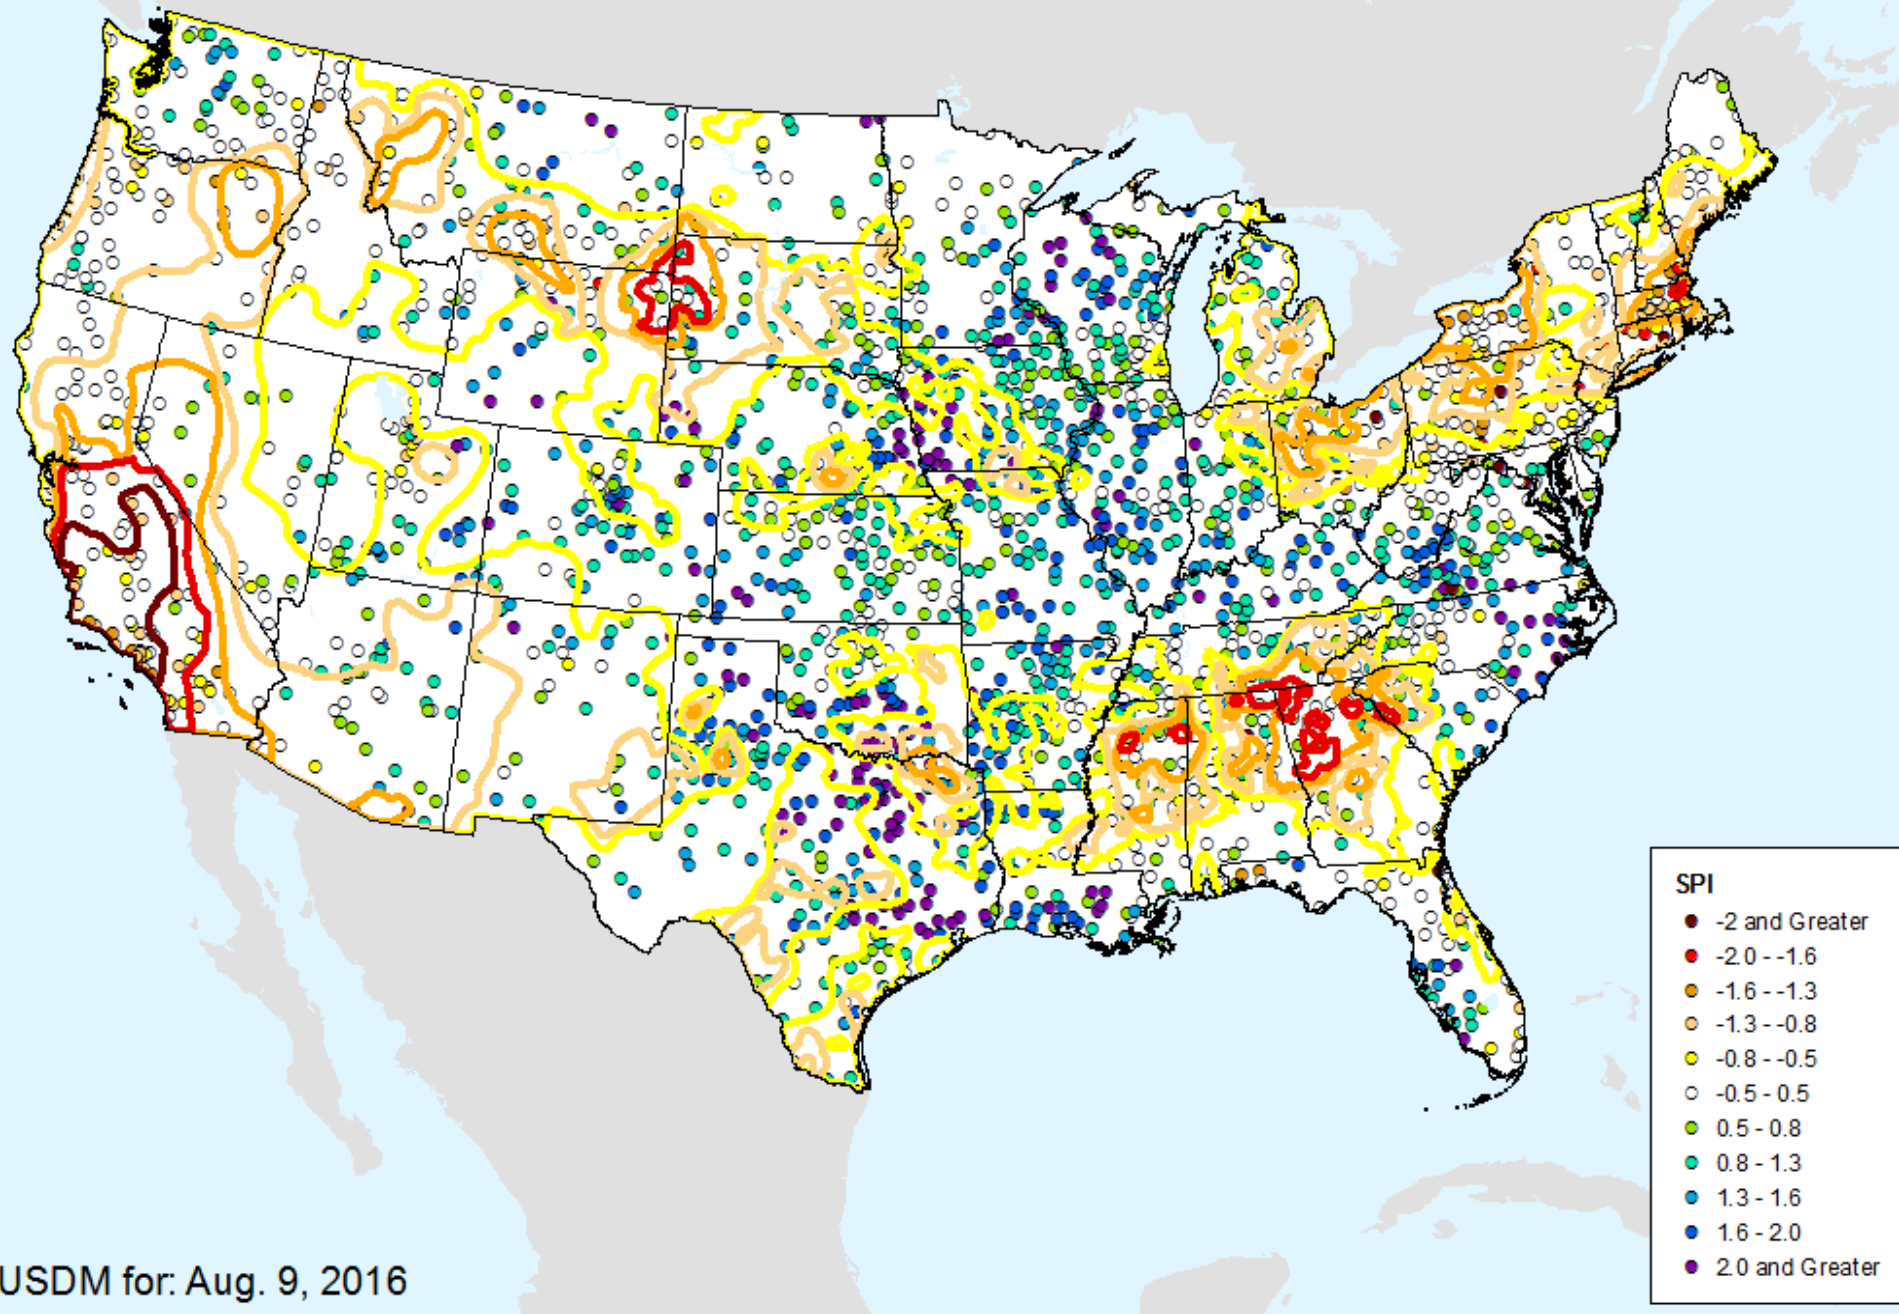 SPI
-2 and Greater
-2.0 - -1.6
-1.6 - -1.3
-1.3 - -0.8
-0.8 - -0.5
-0.5 - 0.5
0.5 - 0.8
0.8 - 1.3
1.3 - 1.6
1.6 - 2.0
2.0 and Greater
USDM for: Aug. 9, 2016